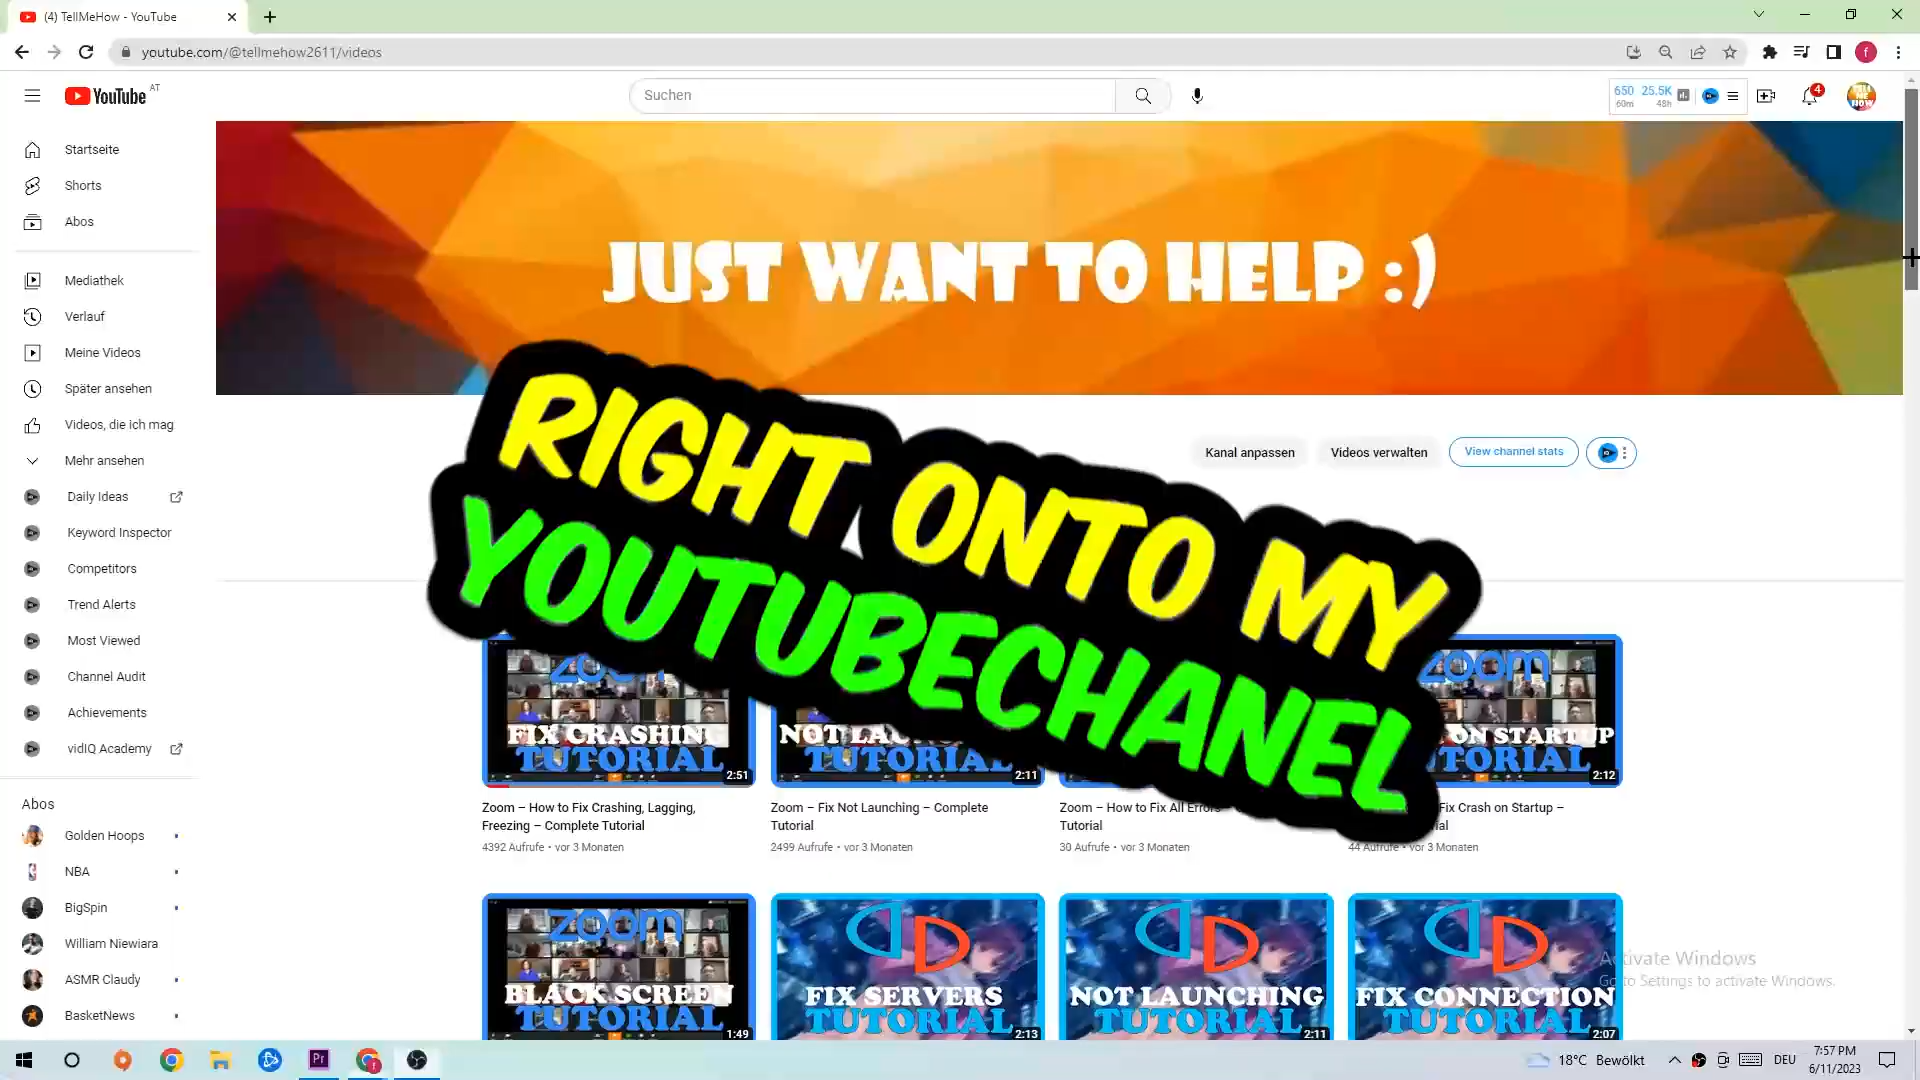 (4) TellMeHow - YouTube
youtube.com/@tellmehow2611/videos
YouTube AT
Suchen
650 25.5K
60m 48h
4
Startseite
Shorts
Abos
Mediathek
Verlauf
Meine Videos
Später ansehen
Videos, die ich mag
Mehr ansehen
Daily Ideas
Keyword Inspector
Competitors
Trend Alerts
Most Viewed
Channel Audit
Achievements
vidIQ Academy
Abos
Golden Hoops
NBA
BigSpin
William Niewiara
ASMR Claudy
BasketNews
JUST WANT TO HELP :)
Kanal anpassen
Videos verwalten
View channel stats
RIGHT ONTO MY
YOUTUBECHANEL
FIX CRASHING
TUTORIAL
2:51
Zoom – How to Fix Crashing, Lagging,
Freezing – Complete Tutorial
4392 Aufrufe • vor 3 Monaten
NOT
TUTORIAL
2:11
Zoom – Fix Not Launching – Complete
Tutorial
2499 Aufrufe • vor 3 Monaten
Zoom – How to Fix All Errors
Tutorial
30 Aufrufe • vor 3 Monaten
zoom
ON STARTUP
2:12
Fix Crash on Startup –
44 Aufrufe • vor 3 Monaten
zoom
BLACK SCREEN
TUTORIAL
1:49
FIX SERVERS
TUTORIAL
2:13
NOT LAUNCHING
TUTORIAL
2:11
FIX CONNECTION
TUTORIAL
2:07
Activate Windows
Go to Settings to activate Windows.
Pr
18°C Bewölkt
DEU
7:57 PM
6/11/2023